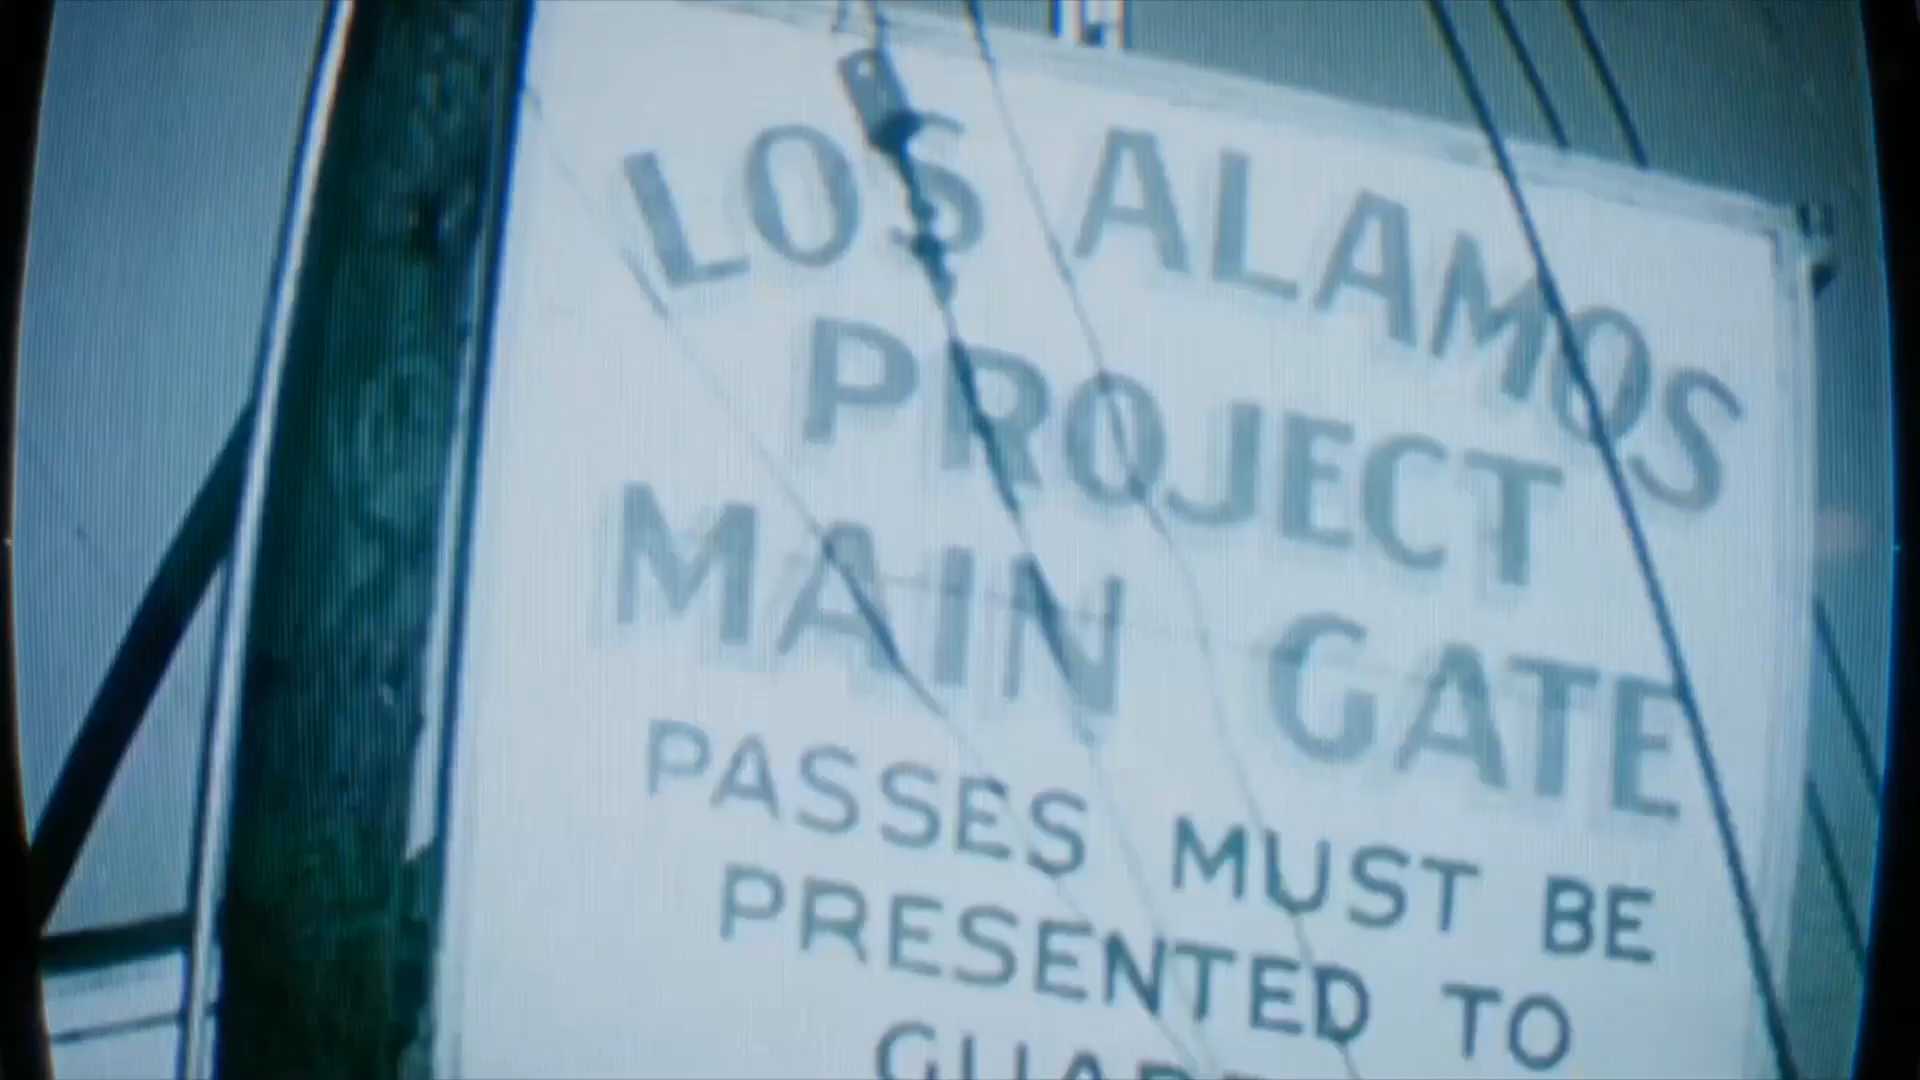 LOS ALAMOS
PROJECT
MAIN GATE
PASSES MUST BE
PRESENTED TO